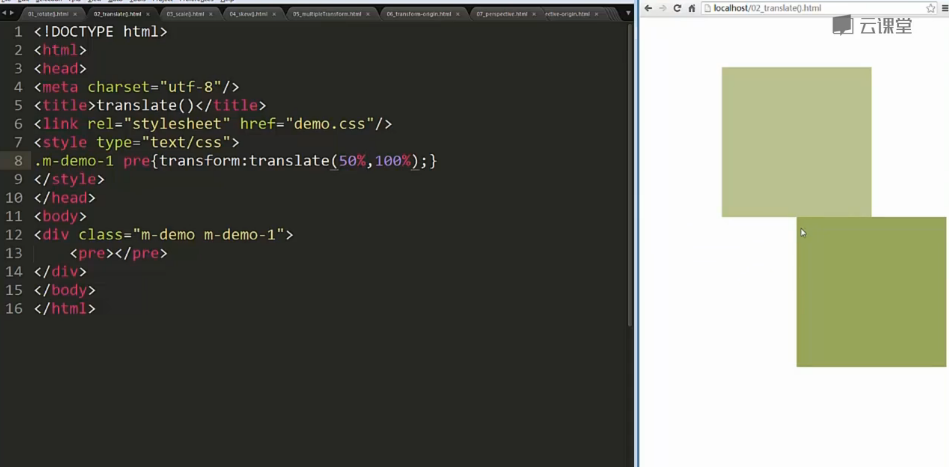 01_rotate().html
02_translate().html
03_scale().html
04_skew().html
05_multipleTransform.html
06_transform-origin.html
07_perspective.html
ective-origin.html
localhost/02_translate().html
云课堂
1 <!DOCTYPE html>
2 <html>
3 <head>
4 <meta charset="utf-8"/>
5 <title>translate()</title>
6 <link rel="stylesheet" href="demo.css"/>
7 <style type="text/css">
8 .m-demo-1 pre{transform:translate(50%,100%);}
9 </style>
10 </head>
11 <body>
12 <div class="m-demo m-demo-1">
13 <pre></pre>
14 </div>
15 </body>
16 </html>